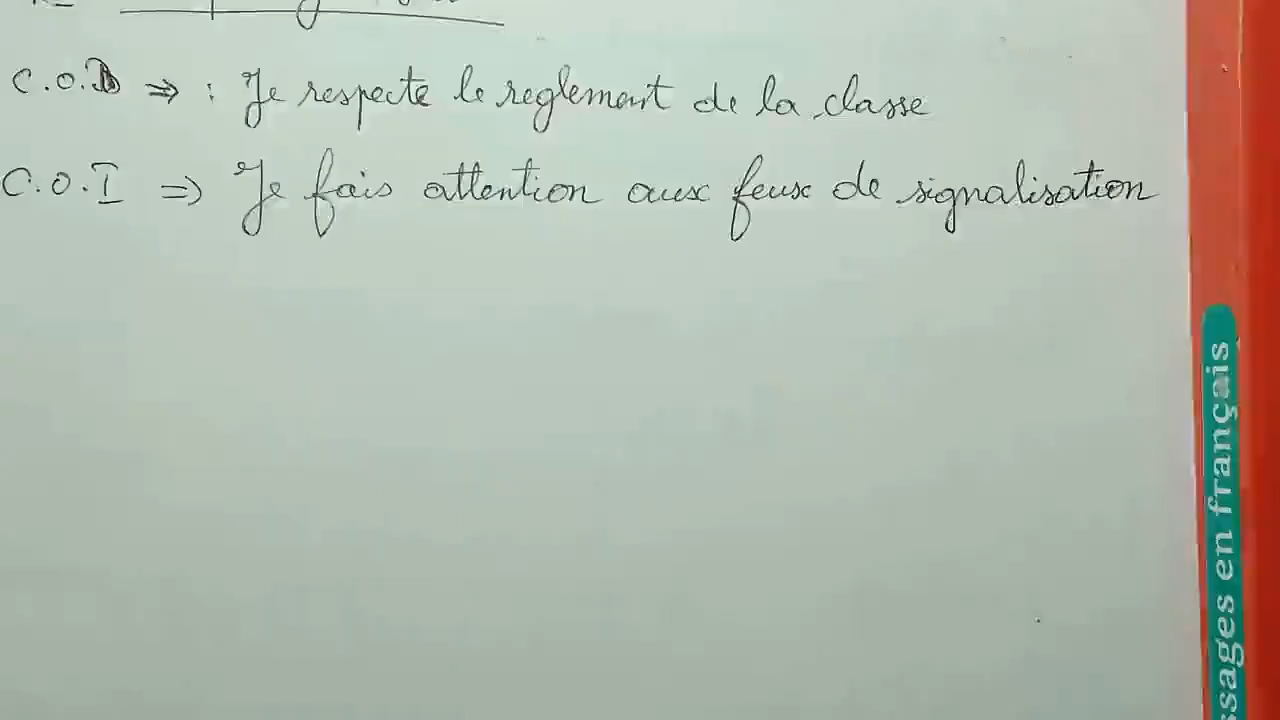 C.O.D ⇒ : Je respecte le reglement de la classe
C.O.I ⇒ Je fais attention aux feux de signalisation
ssages en français